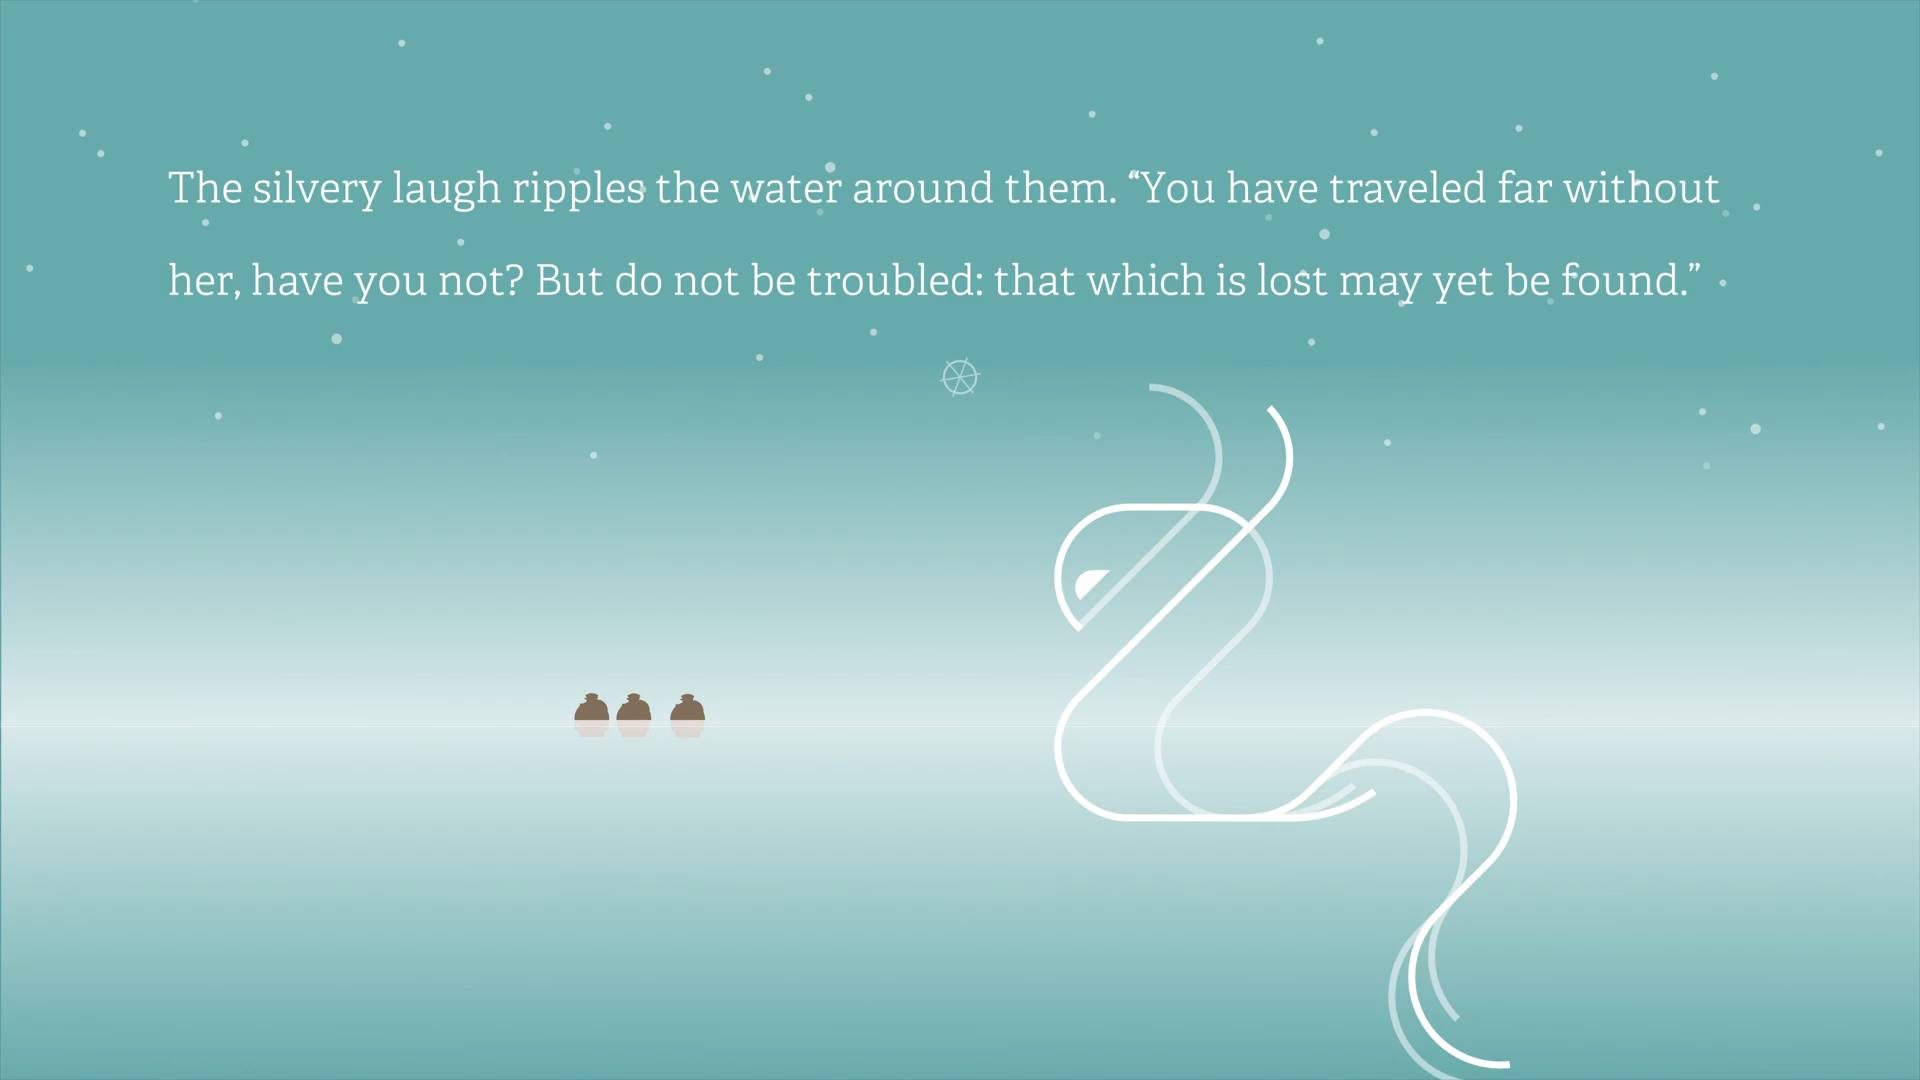 The silvery laugh ripples the water around them. “You have traveled far without
her, have you not? But do not be troubled: that which is lost may yet be found.”